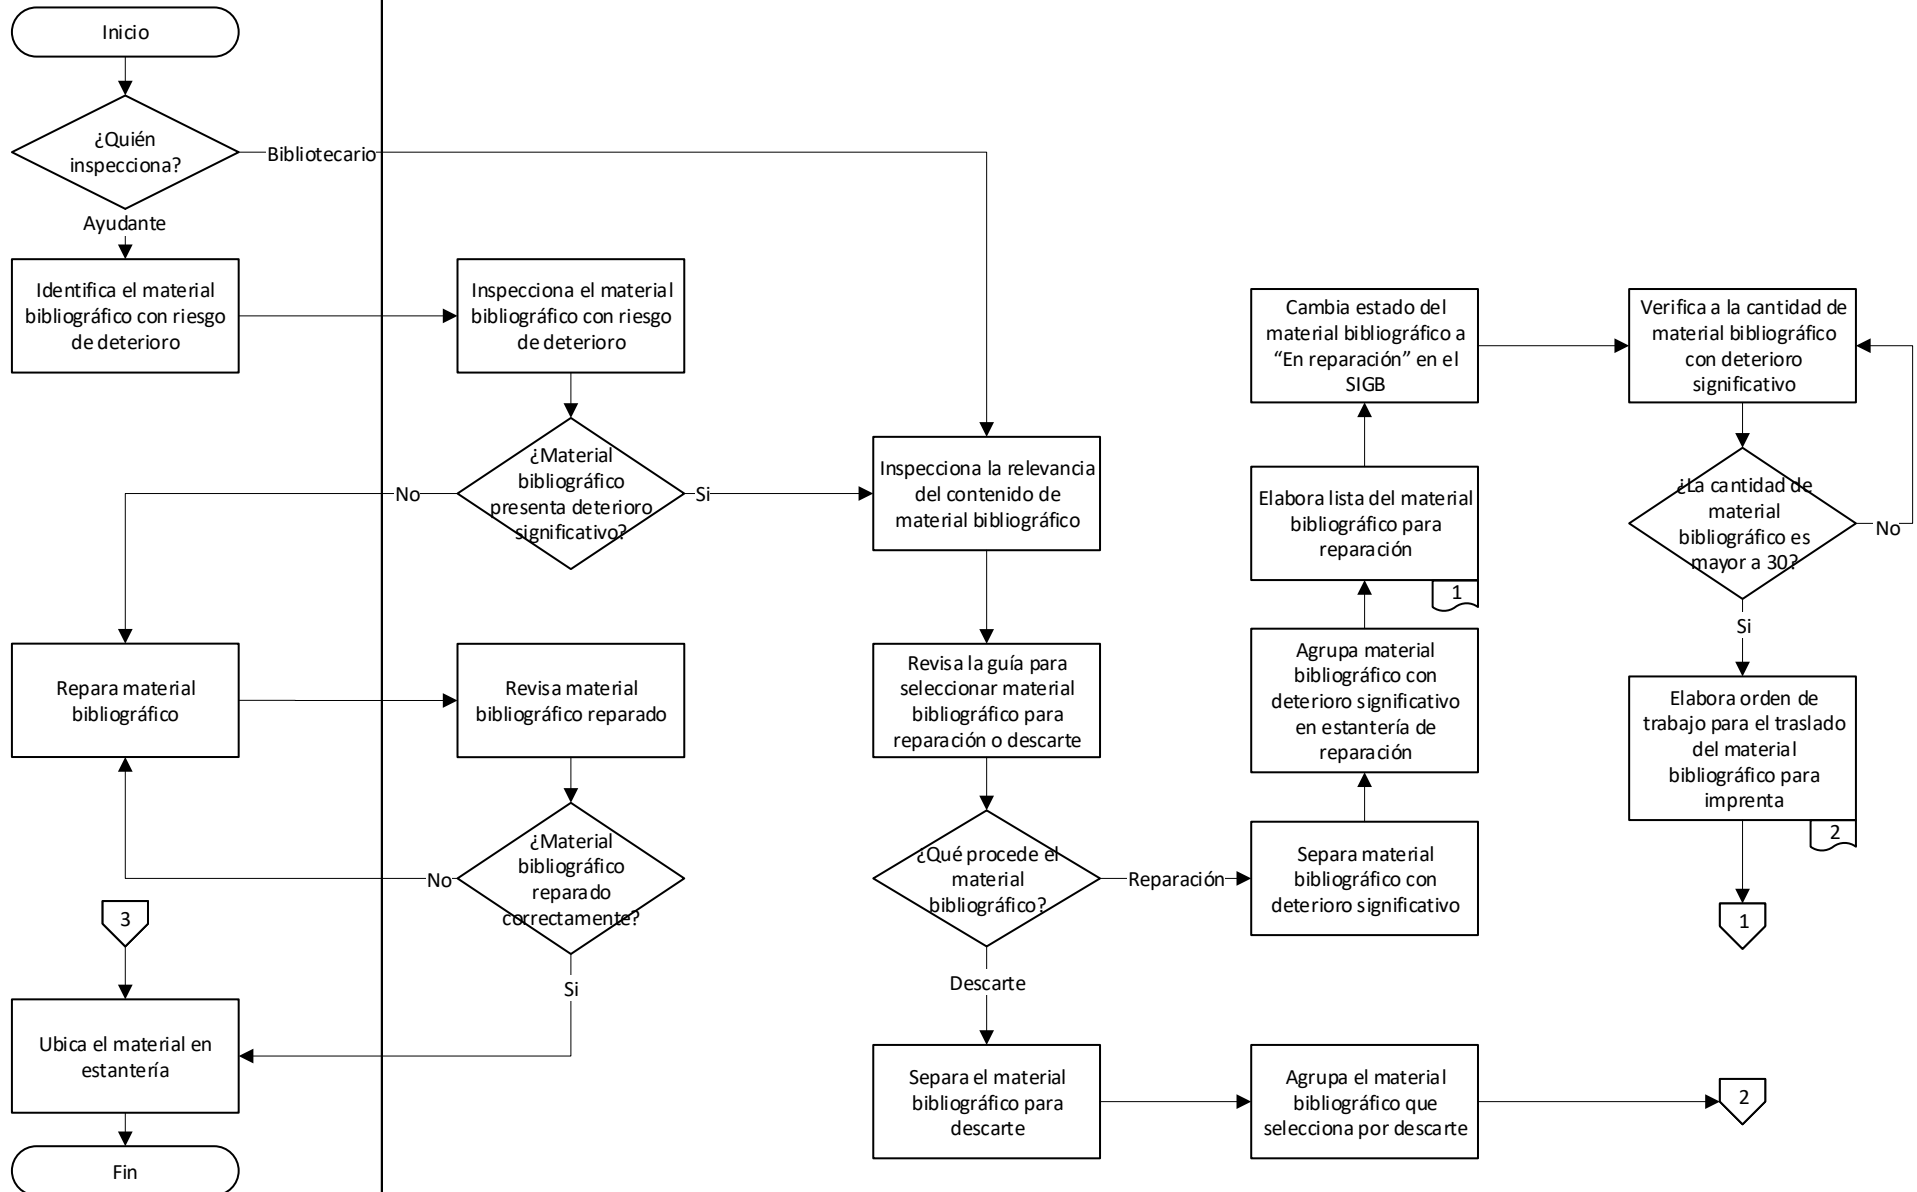 Inicio
¿Quién
inspecciona?
Bibliotecario
Ayudante
Identifica el material
bibliográfico con riesgo
de deterioro
Inspecciona el material
bibliográfico con riesgo
de deterioro
¿Material
bibliográfico
presenta deterioro
significativo?
No
Si
Repara material
bibliográfico
Revisa material
bibliográfico reparado
¿Material
bibliográfico
reparado
correctamente?
No
Si
3
Ubica el material en
estantería
Fin
Inspecciona la relevancia
del contenido de
material bibliográfico
Revisa la guía para
seleccionar material
bibliográfico para
reparación o descarte
¿Qué procede el
material
bibliográfico?
Reparación
Descarte
Separa el material
bibliográfico para
descarte
Agrupa el material
bibliográfico que
selecciona por descarte
2
Separa material
bibliográfico con
deterioro significativo
Agrupa material
bibliográfico con
deterioro significativo
en estantería de
reparación
Elabora lista del material
bibliográfico para
reparación
1
Cambia estado del
material bibliográfico a
“En reparación” en el
SIGB
Verifica a la cantidad de
material bibliográfico
con deterioro
significativo
¿La cantidad de
material
bibliográfico es
mayor a 30?
No
Si
Elabora orden de
trabajo para el traslado
del material
bibliográfico para
imprenta
2
1